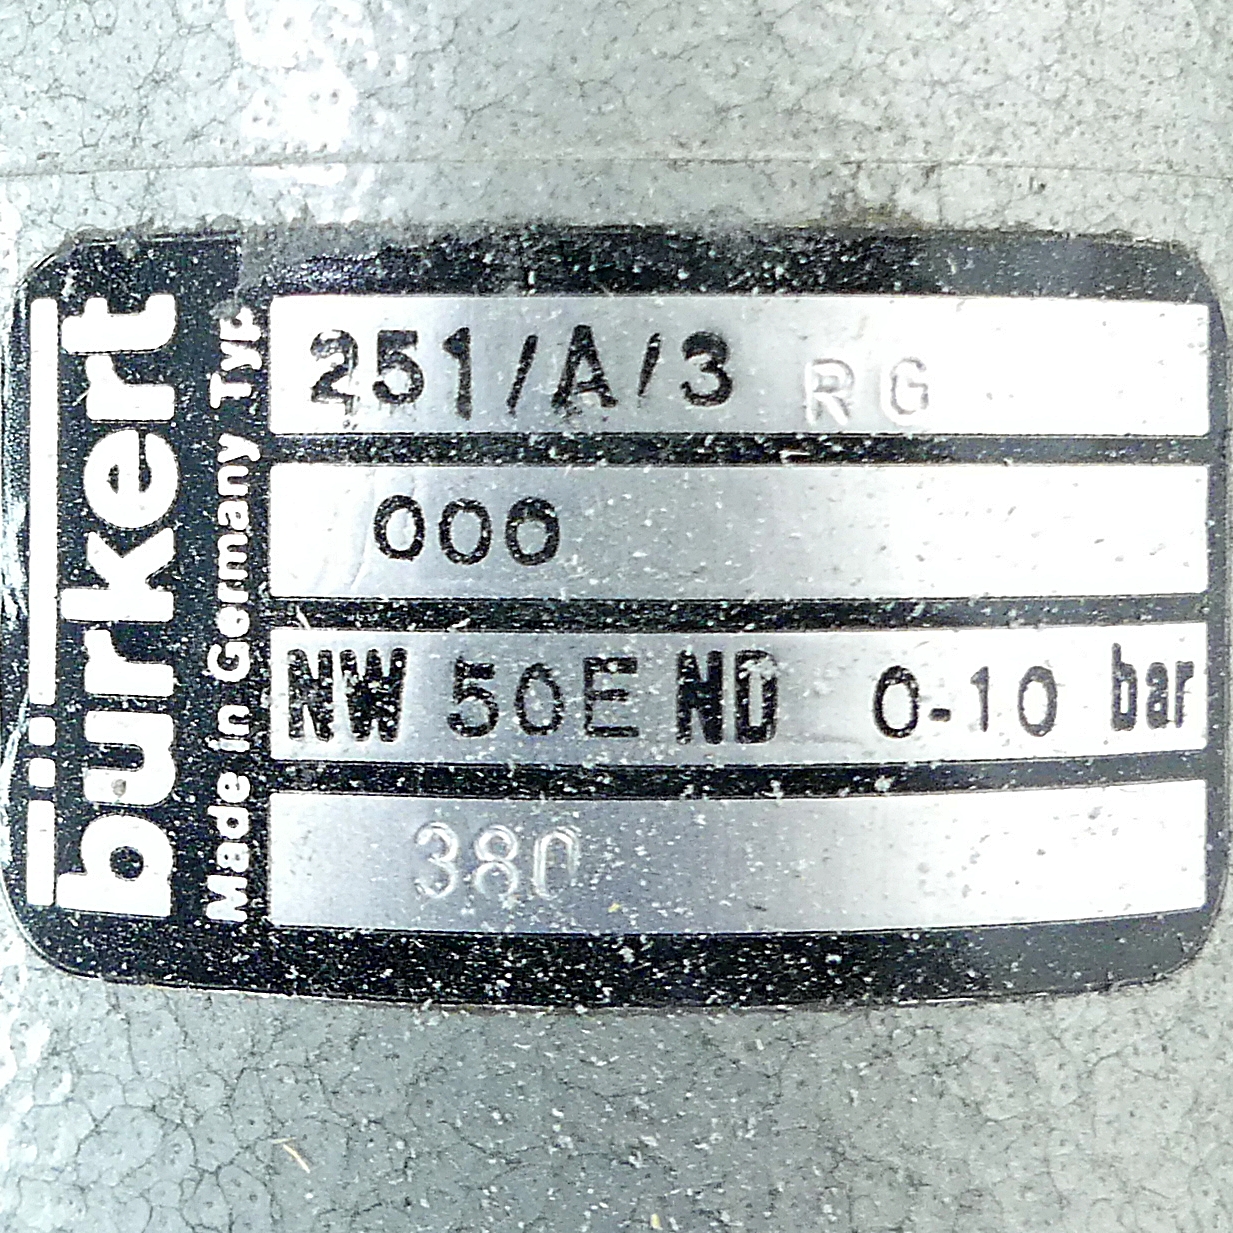 bürkert
Made in Germany Typ
251/A/3 RG
000
NW 50E ND 0-10 bar
380